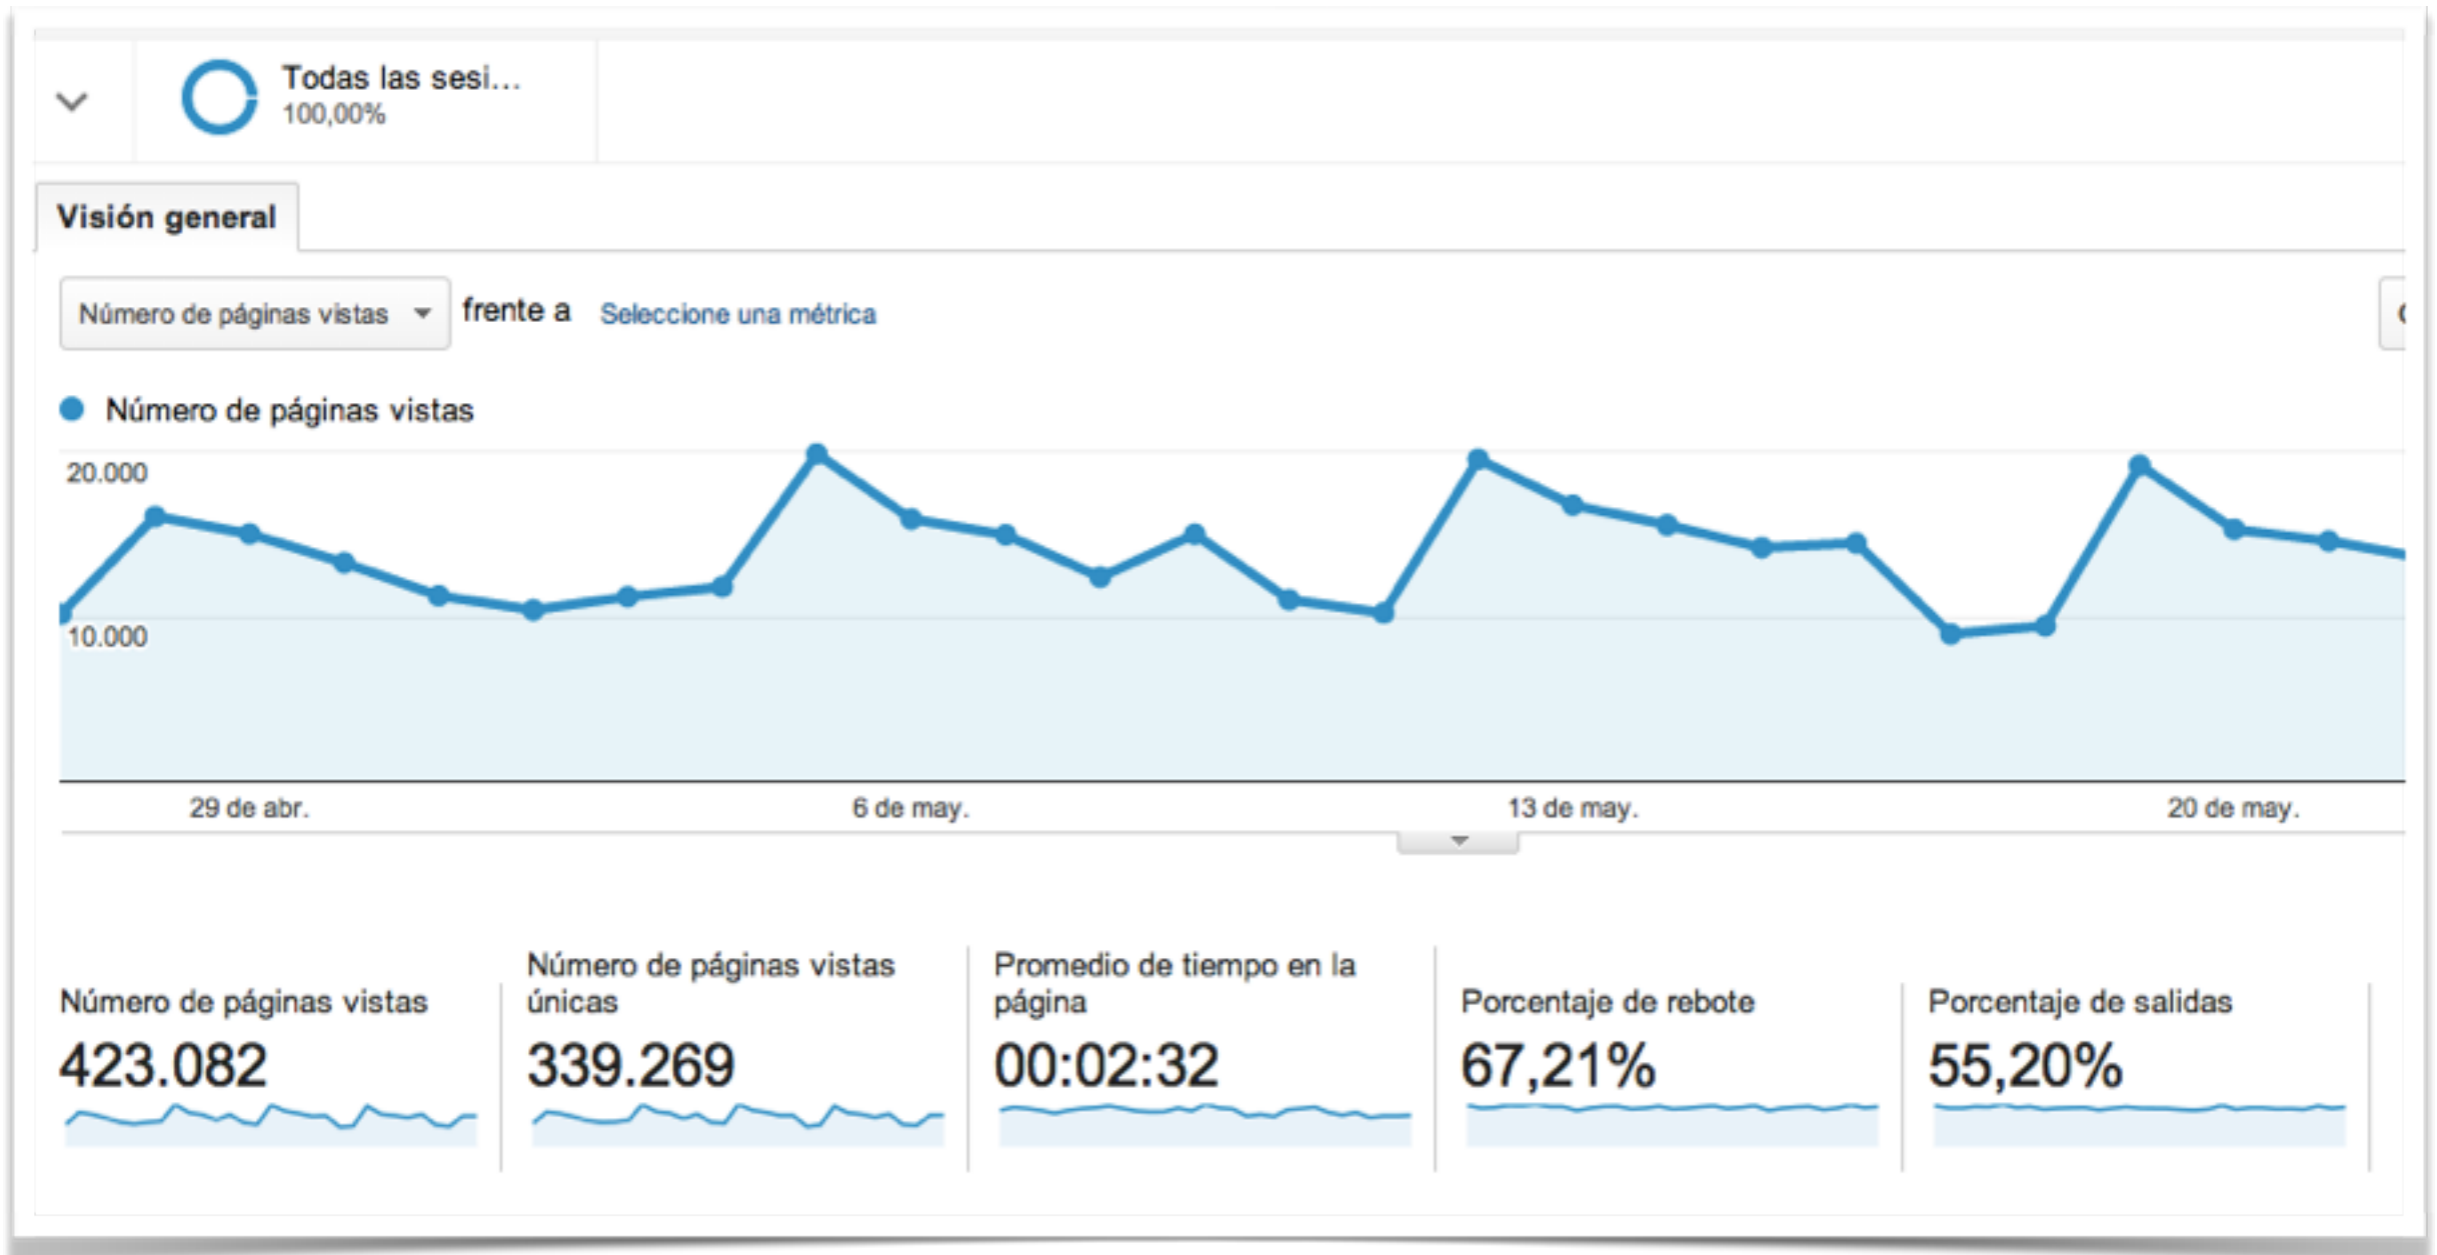 Todas las sesi...
100,00%
Visión general
Número de páginas vistas frente a Seleccione una métrica
Número de páginas vistas
20.000
10.000
29 de abr. 6 de may. 13 de may. 20 de may.
Número de páginas vistas
423.082
Número de páginas vistas
únicas
339.269
Promedio de tiempo en la
página
00:02:32
Porcentaje de rebote
67,21%
Porcentaje de salidas
55,20%